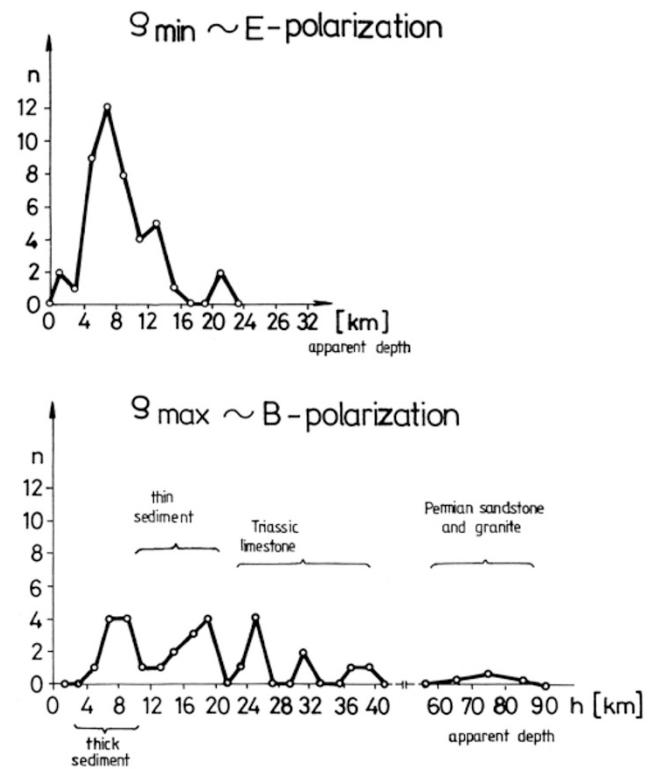 ϱ min ∼ E-polarization
n
12
10
8
6
4
2
0
0 4 8 12 16 20 24 26 32 [km]
apparent depth
ϱ max ∼ B-polarization
n
12
10
8
6
4
2
0
thin
sediment
Triassic
limestone
Permian sandstone
and granite
0 4 8 12 16 20 24 28 32 36 40 60 70 80 90 h [km]
thick
sediment
apparent depth